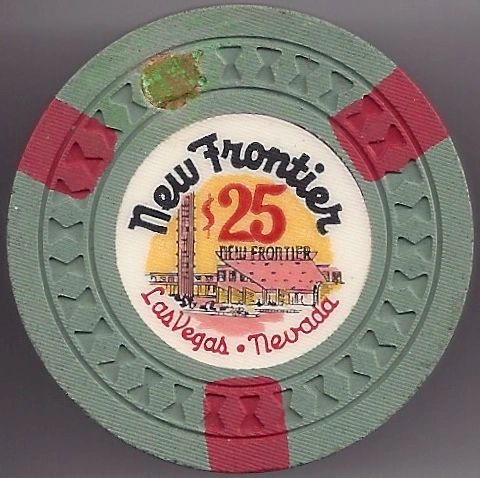 New Frontier
$25
NEW FRONTIER
Las Vegas • Nevada